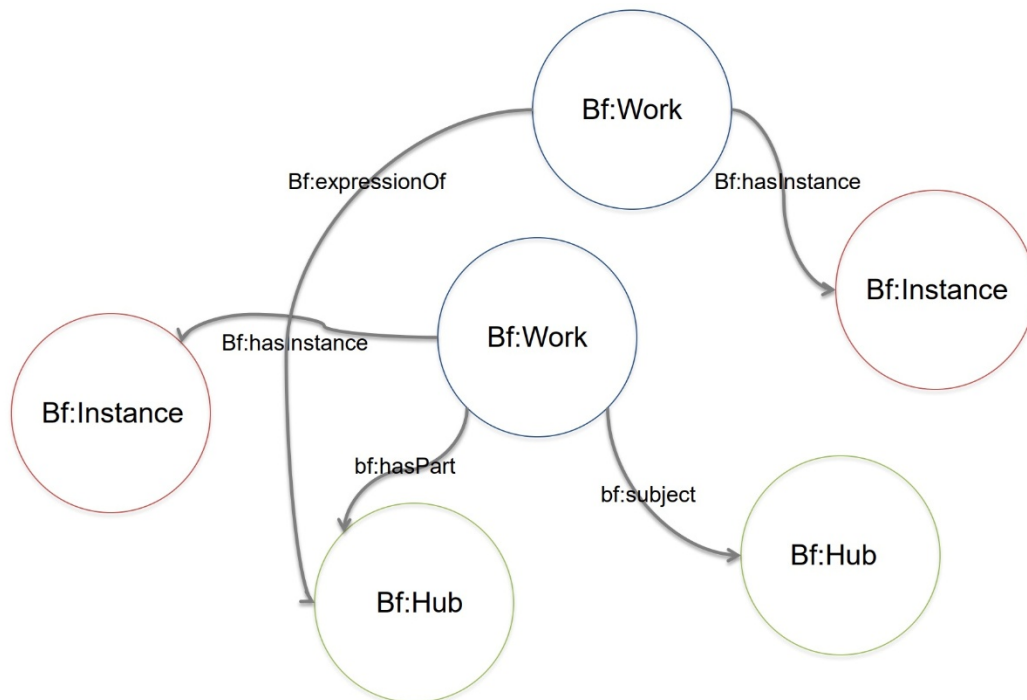 Bf:Work
Bf:expressionOf
Bf:hasInstance
Bf:Instance
Bf:Work
Bf:hasInstance
Bf:Instance
bf:hasPart
bf:subject
Bf:Hub
Bf:Hub